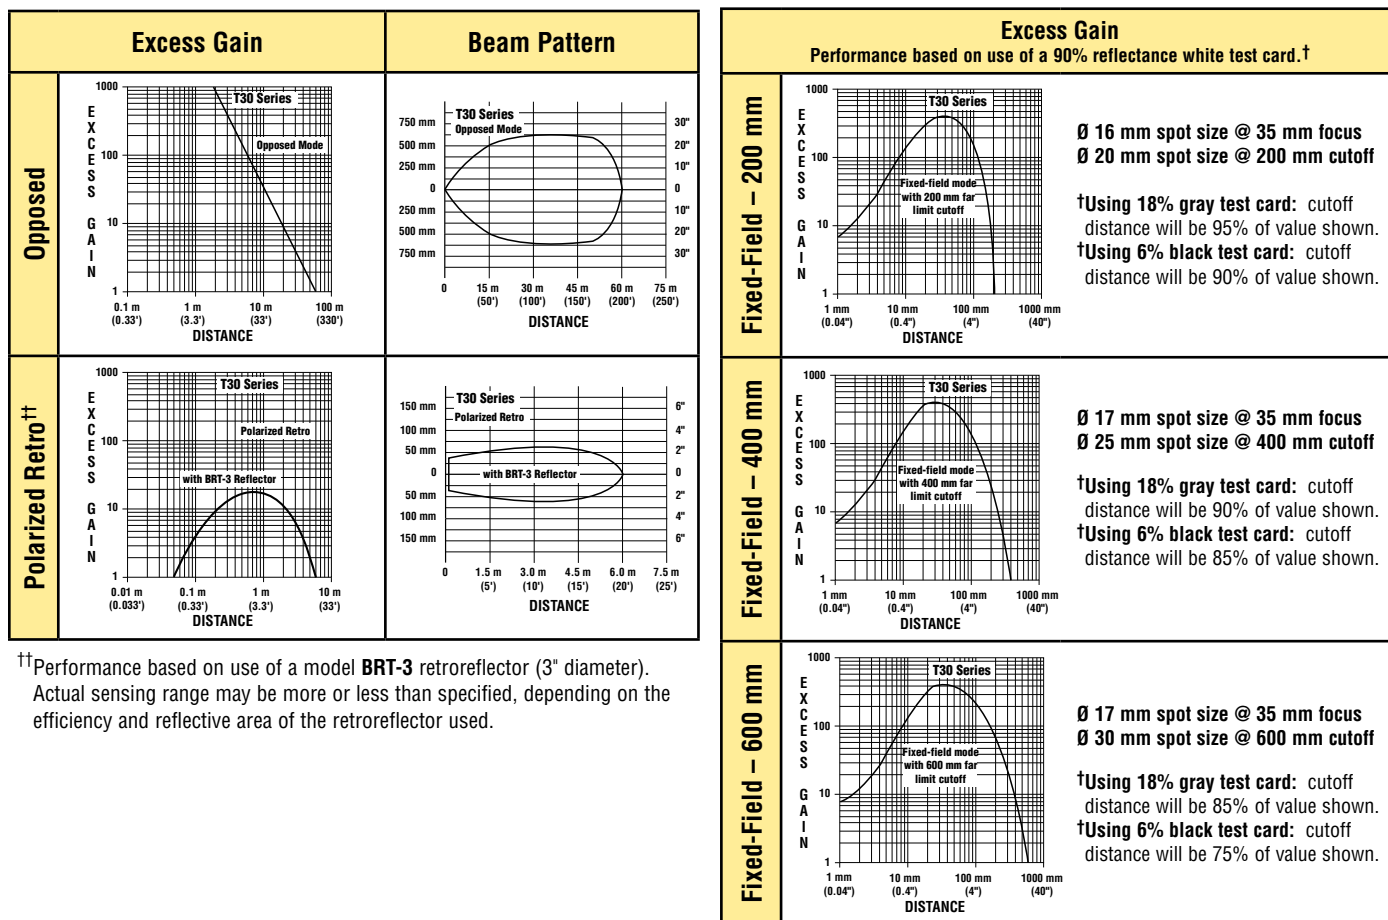 Excess Gain
Beam Pattern
Opposed
1000
100
10
1
EXCESS GAIN
T30 Series
Opposed Mode
0.1 m 1 m 10 m 100 m
(0.33') (3.3') (33') (330')
DISTANCE
T30 Series
Opposed Mode
750 mm 30"
500 mm 20"
250 mm 10"
0 0
250 mm 10"
500 mm 20"
750 mm 30"
0 15 m 30 m 45 m 60 m 75 m
(50') (100') (150') (200') (250')
DISTANCE
Polarized Retro††
1000
100
10
1
EXCESS GAIN
T30 Series
Polarized Retro
with BRT-3 Reflector
0.01 m 0.1 m 1 m 10 m
(0.033') (0.33') (3.3') (33')
DISTANCE
T30 Series
Polarized Retro
with BRT-3 Reflector
150 mm 6"
100 mm 4"
50 mm 2"
0 0
50 mm 2"
100 mm 4"
150 mm 6"
0 1.5 m 3.0 m 4.5 m 6.0 m 7.5 m
(5') (10') (15') (20') (25')
DISTANCE
††Performance based on use of a model BRT-3 retroreflector (3" diameter).
Actual sensing range may be more or less than specified, depending on the
efficiency and reflective area of the retroreflector used.
Excess Gain
Performance based on use of a 90% reflectance white test card.†
Fixed-Field – 200 mm
1000
100
10
1
EXCESS GAIN
T30 Series
Fixed-field mode
with 200 mm far
limit cutoff
1 mm 10 mm 100 mm 1000 mm
(0.04") (0.4") (4") (40")
DISTANCE
Ø 16 mm spot size @ 35 mm focus
Ø 20 mm spot size @ 200 mm cutoff
†Using 18% gray test card: cutoff
distance will be 95% of value shown.
†Using 6% black test card: cutoff
distance will be 90% of value shown.
Fixed-Field – 400 mm
1000
100
10
1
EXCESS GAIN
T30 Series
Fixed-field mode
with 400 mm far
limit cutoff
1 mm 10 mm 100 mm 1000 mm
(0.04") (0.4") (4") (40")
DISTANCE
Ø 17 mm spot size @ 35 mm focus
Ø 25 mm spot size @ 400 mm cutoff
†Using 18% gray test card: cutoff
distance will be 90% of value shown.
†Using 6% black test card: cutoff
distance will be 85% of value shown.
Fixed-Field – 600 mm
1000
100
10
1
EXCESS GAIN
T30 Series
Fixed-field mode
with 600 mm far
limit cutoff
1 mm 10 mm 100 mm 1000 mm
(0.04") (0.4") (4") (40")
DISTANCE
Ø 17 mm spot size @ 35 mm focus
Ø 30 mm spot size @ 600 mm cutoff
†Using 18% gray test card: cutoff
distance will be 85% of value shown.
†Using 6% black test card: cutoff
distance will be 75% of value shown.